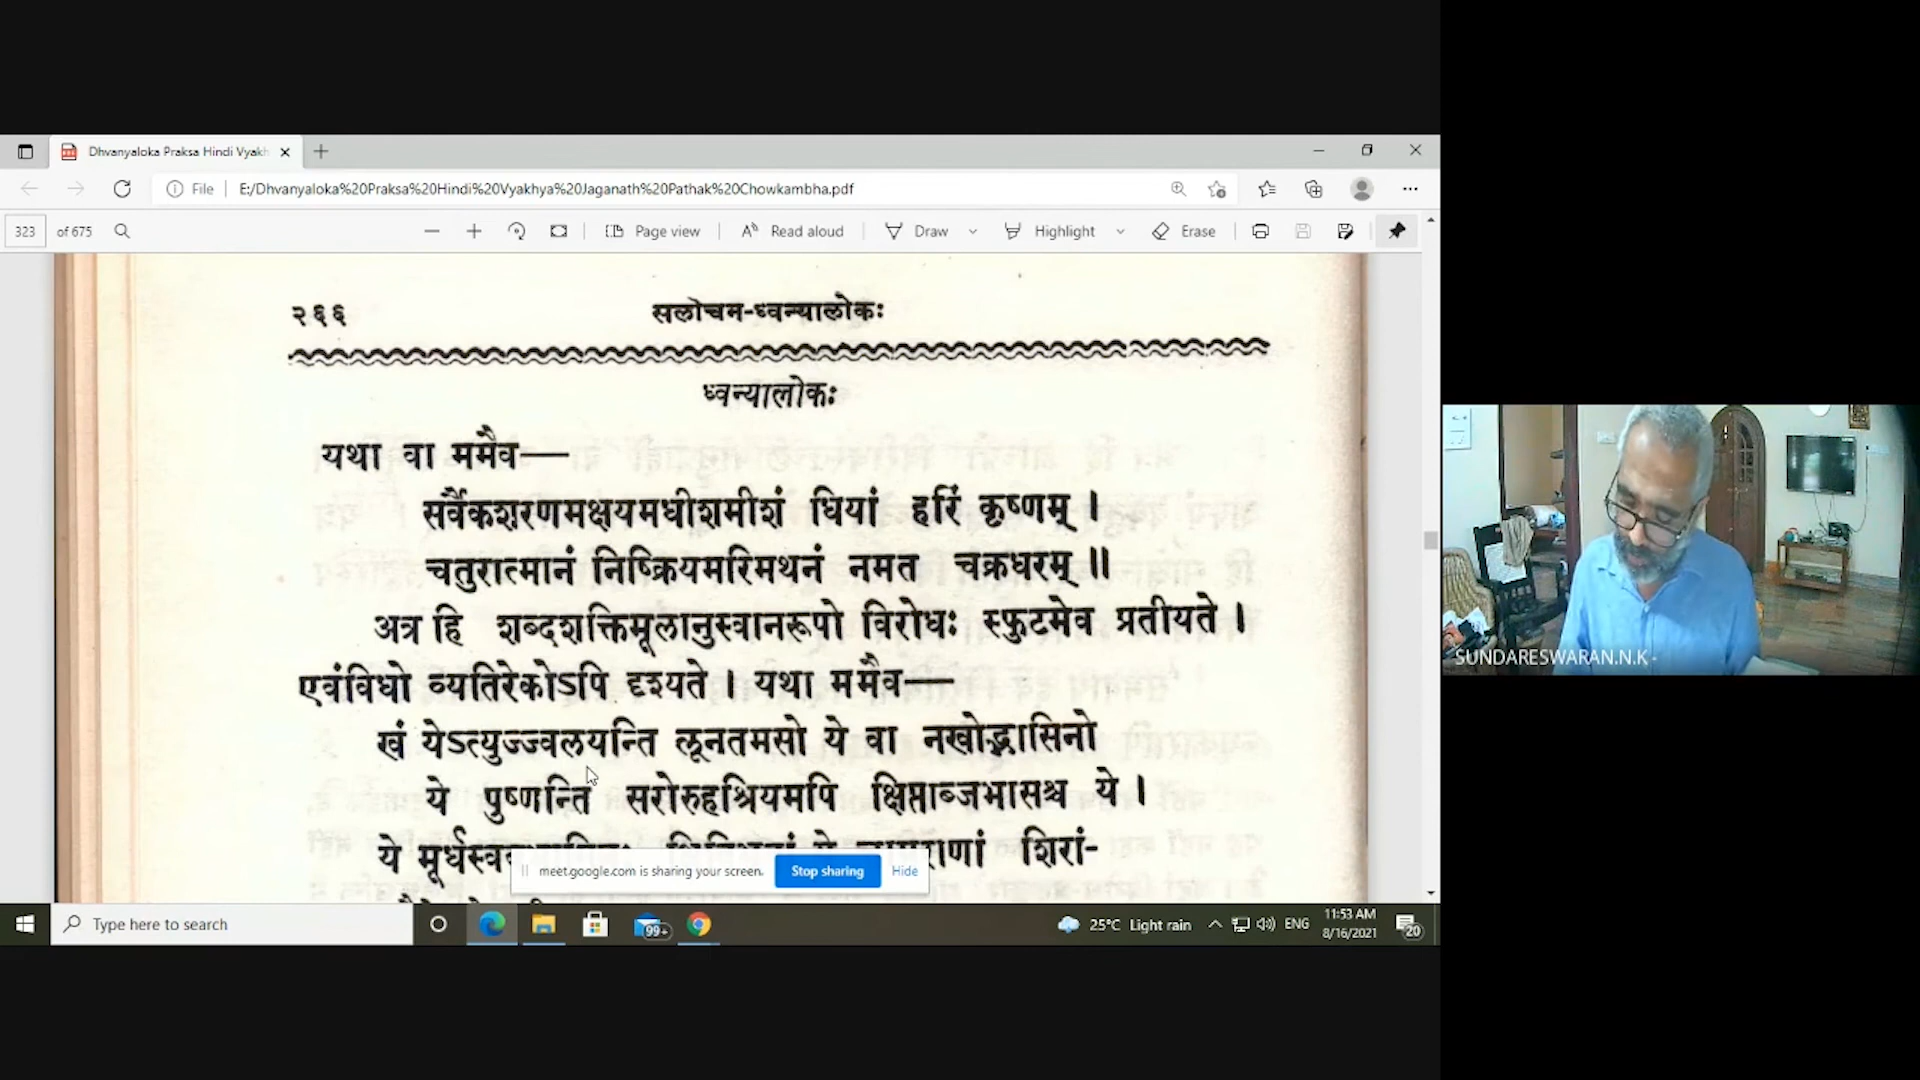 Dhvanyaloka Praksa Hindi Vyakh
File E:/Dhvanyaloka%20Praksa%20Hindi%20Vyakhya%20Jaganath%20Pathak%20Chowkambha.pdf
323 of 675 Page view Read aloud Draw Highlight Erase
२६६ सलोचम-ध्वन्यालोकः
ध्वन्यालोकः
यथा वा ममैव—
सर्वैकशरणमक्षयमधीशमीशं धियां हरिं कृष्णम् ।
चतुरात्मानं निष्क्रियमरिमथनं नमत चक्रधरम् ॥
अत्र हि शब्दशक्तिमूलानुस्वानरूपो विरोधः स्फुटमेव प्रतीयते ।
एवंविधो व्यतिरेकोऽपि दृश्यते । यथा ममैव—
खं येऽत्युज्ज्वलयन्ति लूनतमसो ये वा नखोद्भासिनो
ये पुष्णन्ति सरोरुहश्रियमपि क्षिप्ताब्जभासश्च ये ।
ये शिरां-
meet.google.com is sharing your screen. Stop sharing Hide
SUNDARESWARAN.N.K -
Type here to search 99+ 25°C Light rain ENG 11:53 AM
8/16/2021 20